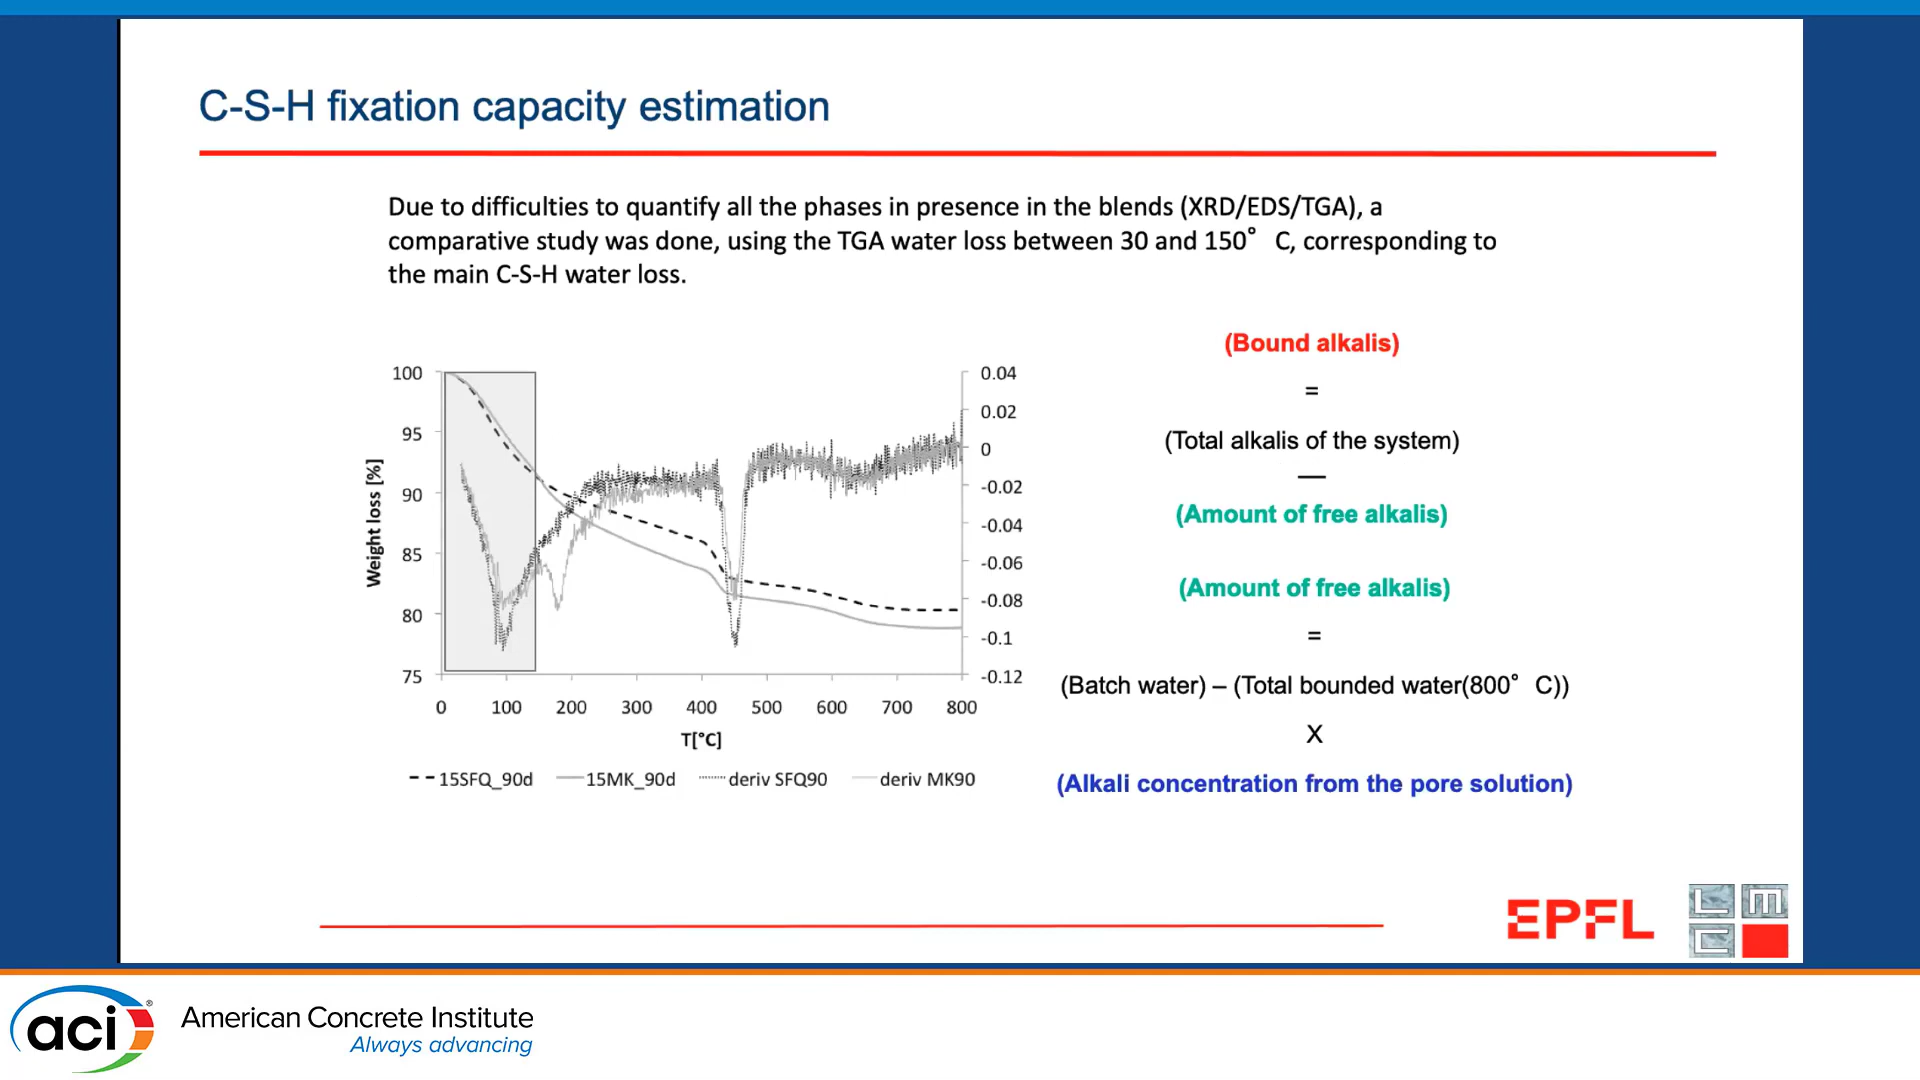 C-S-H fixation capacity estimation
Due to difficulties to quantify all the phases in presence in the blends (XRD/EDS/TGA), a
comparative study was done, using the TGA water loss between 30 and 150° C, corresponding to
the main C-S-H water loss.
(Bound alkalis)
=
(Total alkalis of the system)
—
(Amount of free alkalis)
(Amount of free alkalis)
=
(Batch water) – (Total bounded water(800° C))
X
(Alkali concentration from the pore solution)
Weight loss [%]
100
95
90
85
80
75
0.04
0.02
0
-0.02
-0.04
-0.06
-0.08
-0.1
-0.12
0 100 200 300 400 500 600 700 800
T[°C]
15SFQ_90d 15MK_90d deriv SFQ90 deriv MK90
EPFL
L M
C
aci®
American Concrete Institute
Always advancing